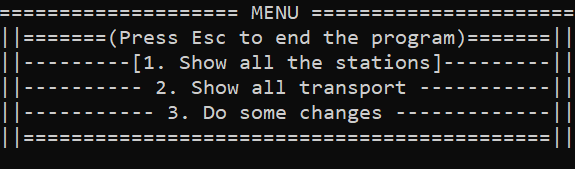 ==================== MENU ======================
||=======(Press Esc to end the program)=======||
||---------[1. Show all the stations]---------||
||---------- 2. Show all transport -----------||
||----------- 3. Do some changes -------------||
||============================================||